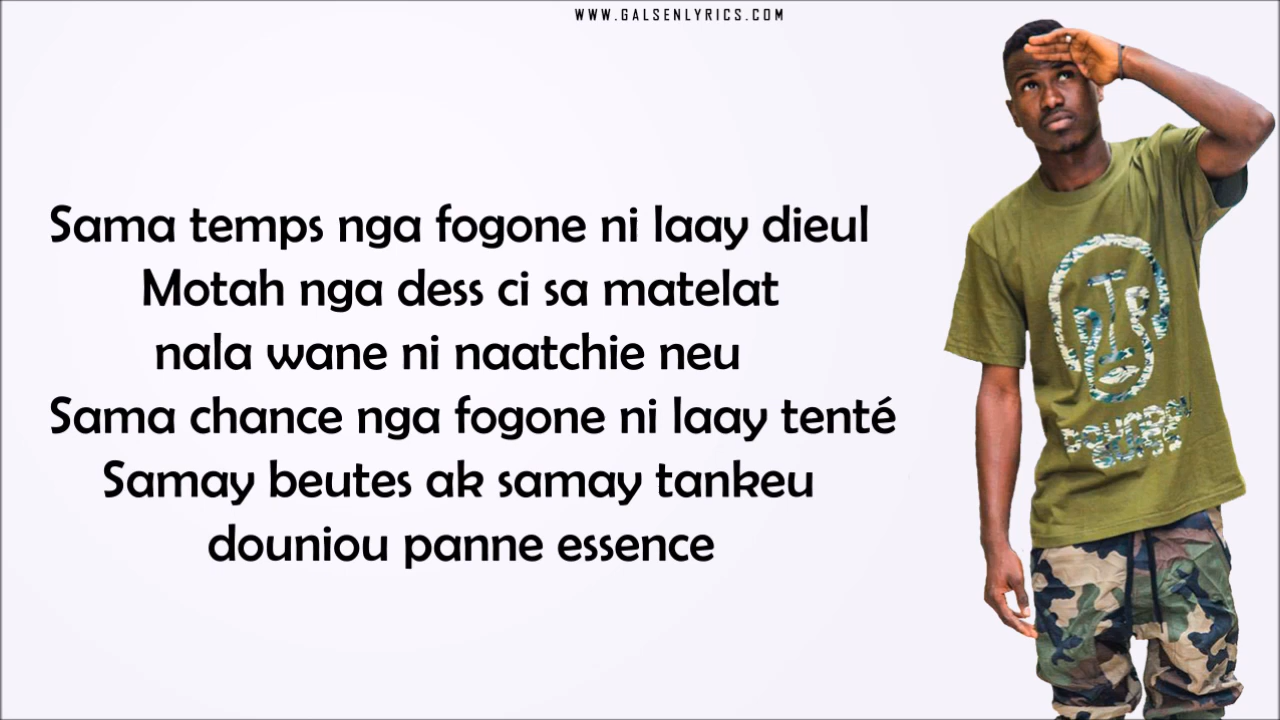 WWW.GALSENLYRICS.COM
Sama temps nga fogone ni laay dieul
Motah nga dess ci sa matelat
nala wane ni naatchie neu
Sama chance nga fogone ni laay tenté
Samay beutes ak samay tankeu
douniou panne essence